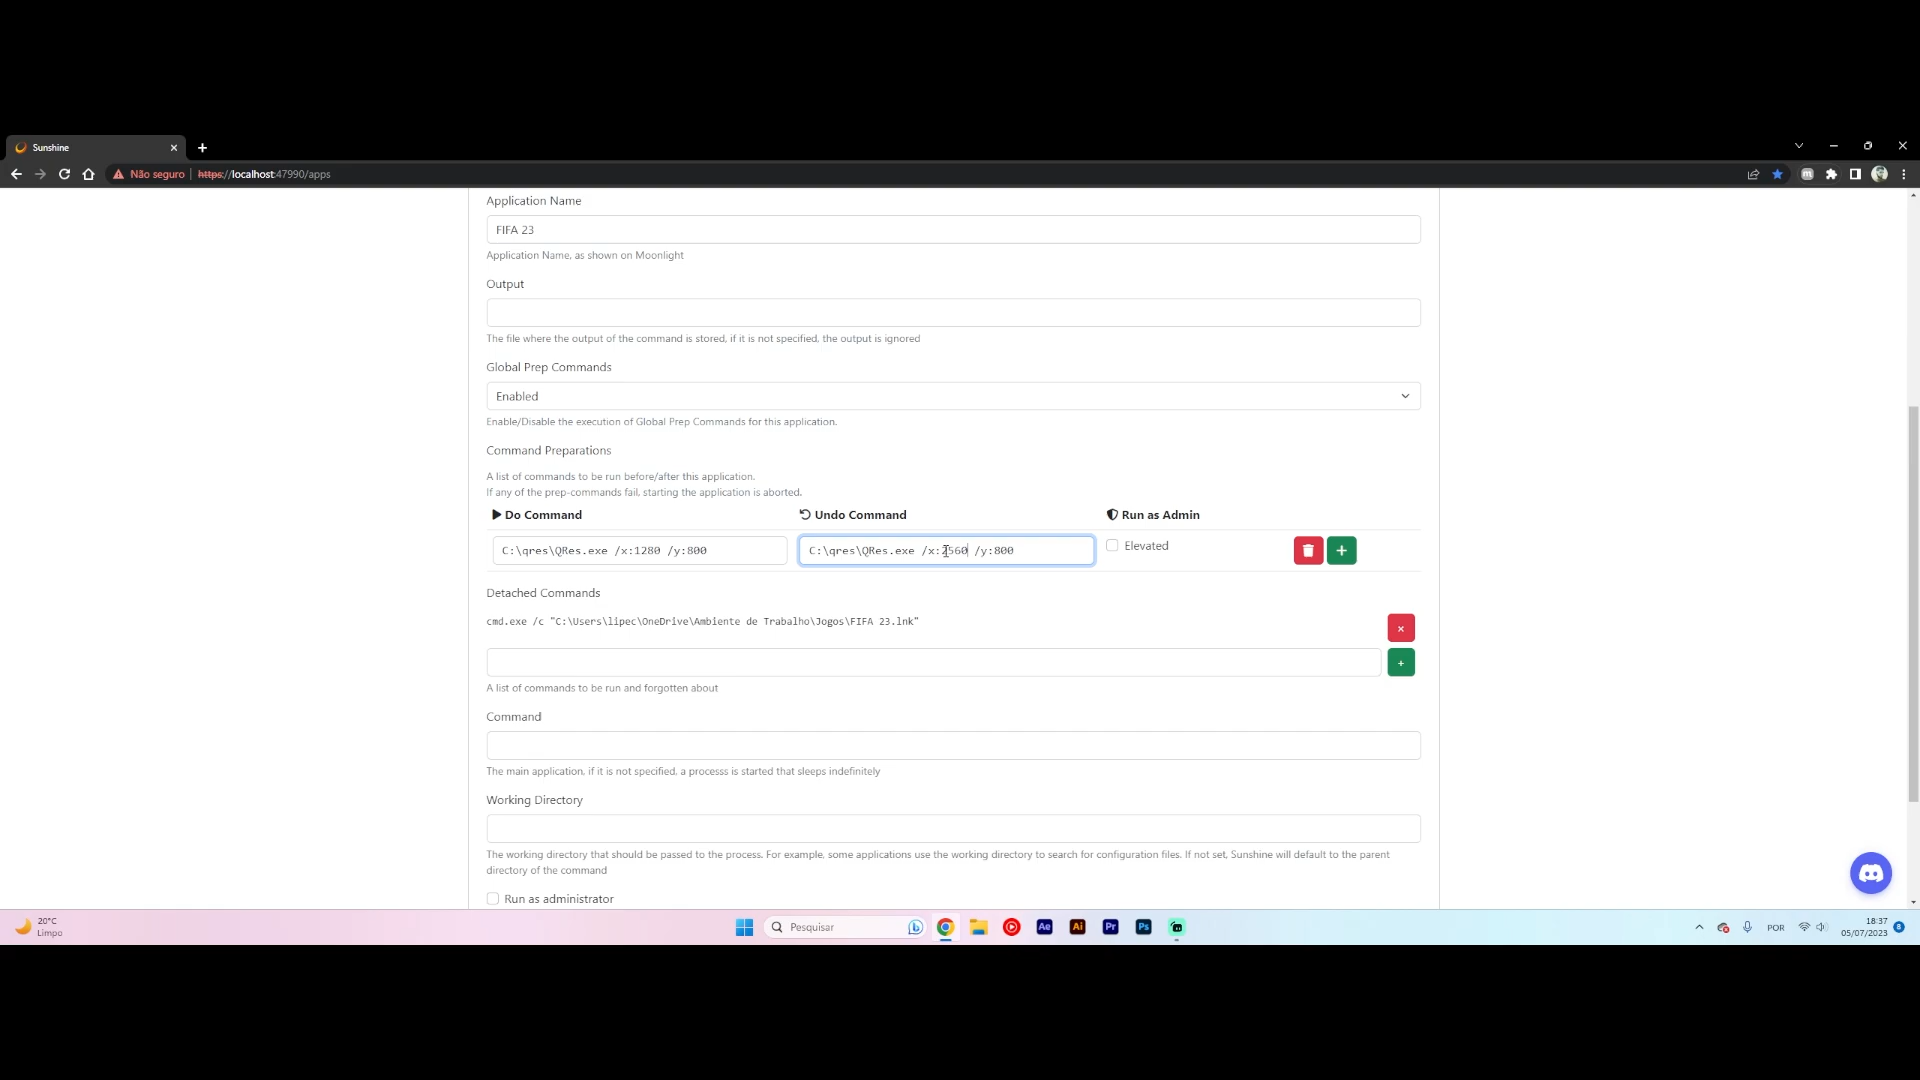 Sunshine
Não seguro | https://localhost:47990/apps
Application Name
FIFA 23
Application Name, as shown on Moonlight
Output
The file where the output of the command is stored, if it is not specified, the output is ignored
Global Prep Commands
Enabled
Enable/Disable the execution of Global Prep Commands for this application.
Command Preparations
A list of commands to be run before/after this application.
If any of the prep-commands fail, starting the application is aborted.
Do Command Undo Command Run as Admin
C:\qres\QRes.exe /x:1280 /y:800 C:\qres\QRes.exe /x:2560 /y:800 Elevated
Detached Commands
cmd.exe /c "C:\Users\lipec\OneDrive\Ambiente de Trabalho\Jogos\FIFA 23.lnk"
A list of commands to be run and forgotten about
Command
The main application, if it is not specified, a processs is started that sleeps indefinitely
Working Directory
The working directory that should be passed to the process. For example, some applications use the working directory to search for configuration files. If not set, Sunshine will default to the parent
directory of the command
Run as administrator
20°C
Limpo
Pesquisar
Ae
Ai
Pr
Ps
POR
18:37
05/07/2023
8